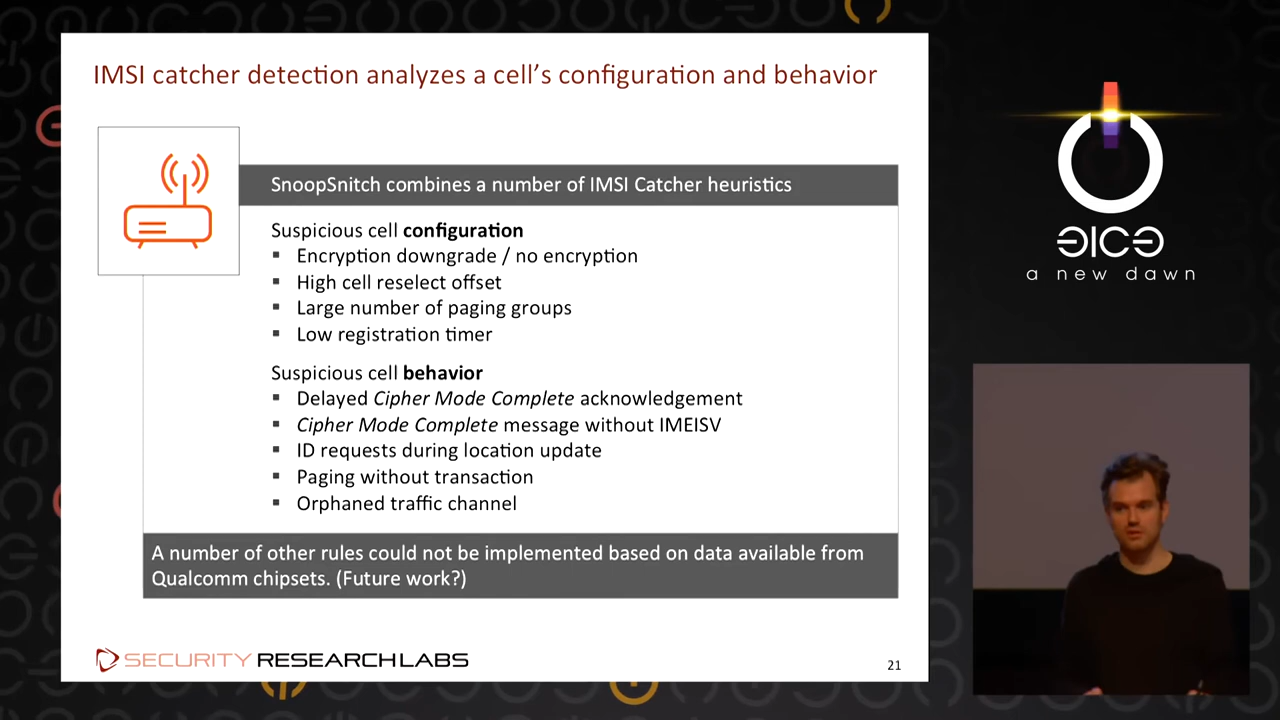 IMSI catcher detection analyzes a cell's configuration and behavior
SnoopSnitch combines a number of IMSI Catcher heuristics
Suspicious cell configuration
▪ Encryption downgrade / no encryption
▪ High cell reselect offset
▪ Large number of paging groups
▪ Low registration timer
Suspicious cell behavior
▪ Delayed Cipher Mode Complete acknowledgement
▪ Cipher Mode Complete message without IMEISV
▪ ID requests during location update
▪ Paging without transaction
▪ Orphaned traffic channel
A number of other rules could not be implemented based on data available from
Qualcomm chipsets. (Future work?)
SECURITY RESEARCH LABS
21
a new dawn